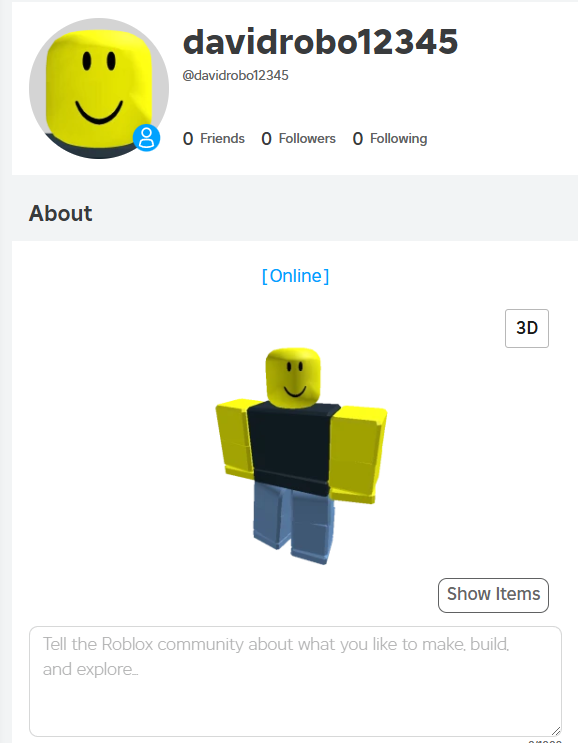 davidrobo12345
@davidrobo12345
0 Friends 0 Followers 0 Following
About
[ Online ]
3D
Show Items
Tell the Roblox community about what you like to make, build,
and explore...